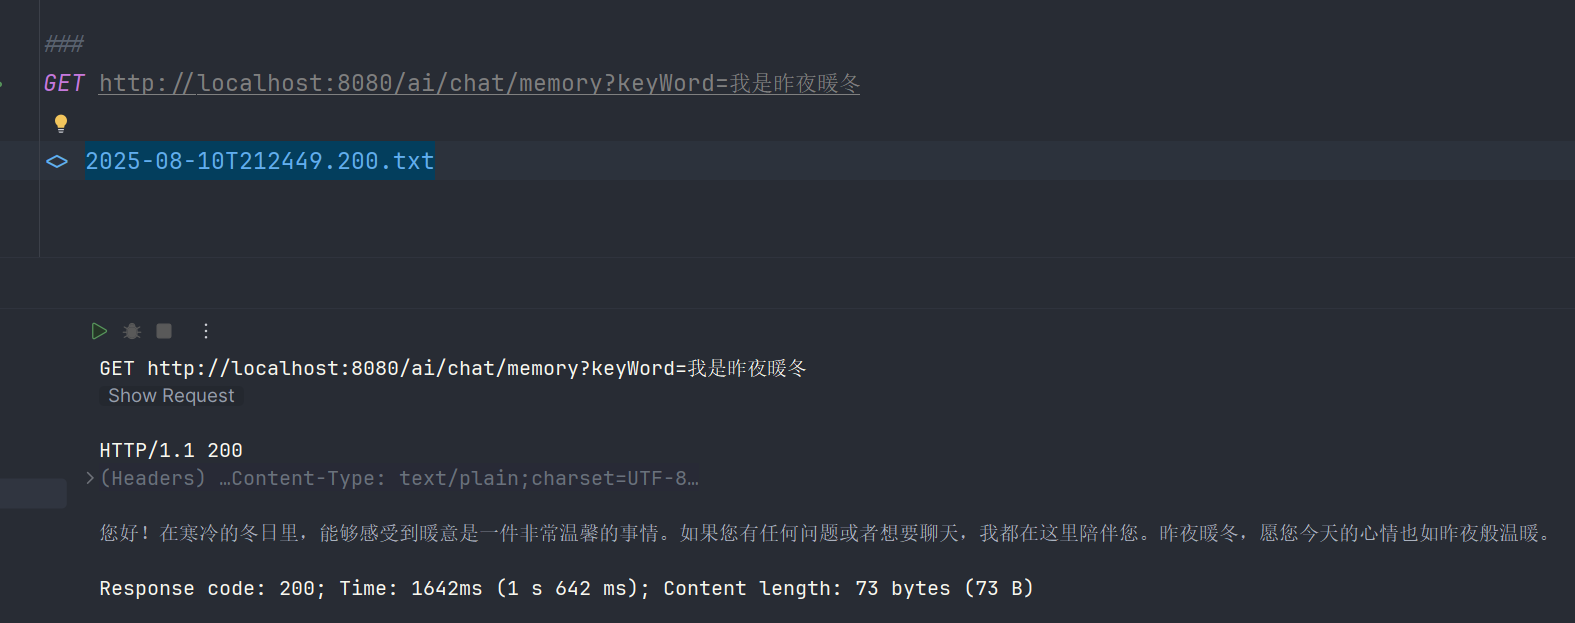 ###
GET http://localhost:8080/ai/chat/memory?keyWord=我是昨夜暖冬
<> 2025-08-10T212449.200.txt
GET http://localhost:8080/ai/chat/memory?keyWord=我是昨夜暖冬
Show Request
HTTP/1.1 200
(Headers) …Content-Type: text/plain;charset=UTF-8…
您好！在寒冷的冬日里，能够感受到暖意是一件非常温馨的事情。如果您有任何问题或者想要聊天，我都在这里陪伴您。昨夜暖冬，愿您今天的心情也如昨夜般温暖。
Response code: 200; Time: 1642ms (1 s 642 ms); Content length: 73 bytes (73 B)